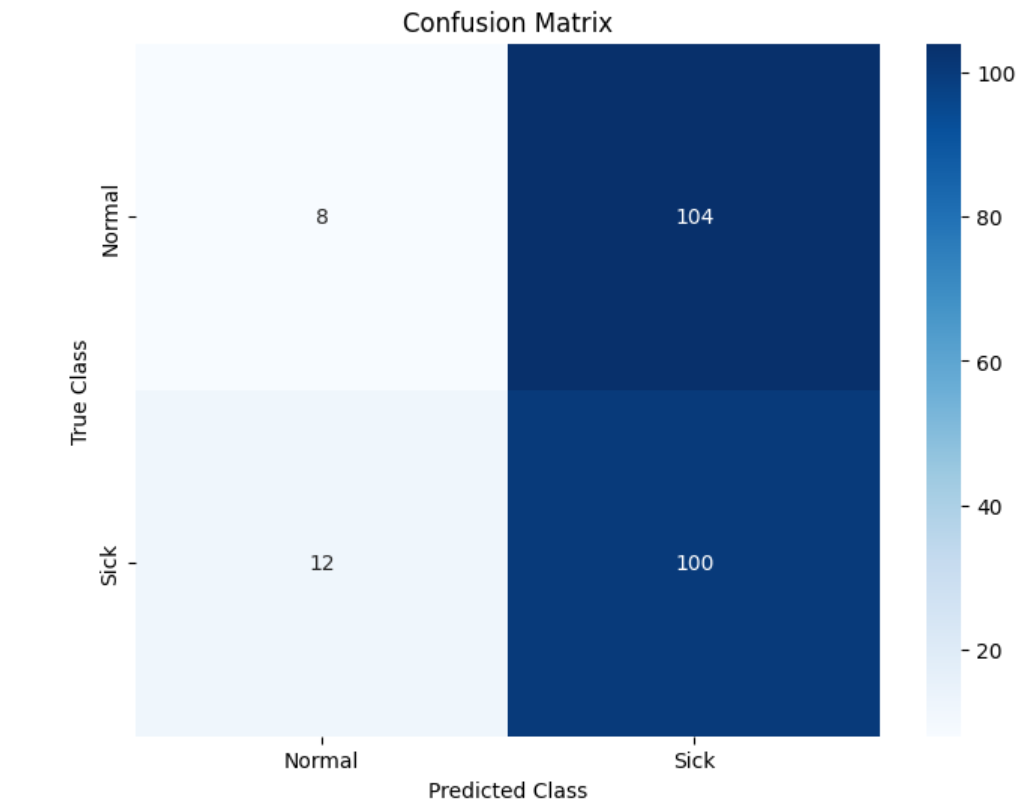 Confusion Matrix
Normal
8
104
100
80
60
True Class
40
Sick
12
100
20
Normal
Sick
Predicted Class